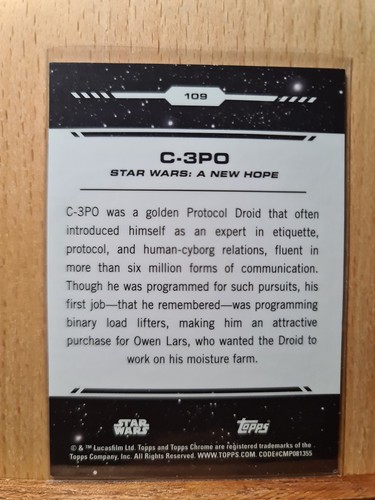 109
C-3PO
STAR WARS: A NEW HOPE
C-3PO was a golden Protocol Droid that often
introduced himself as an expert in etiquette,
protocol, and human-cyborg relations, fluent in
more than six million forms of communication.
Though he was programmed for such pursuits, his
first job—that he remembered—was programming
binary load lifters, making him an attractive
purchase for Owen Lars, who wanted the Droid to
work on his moisture farm.
STAR WARS
Topps
© & ™ Lucasfilm Ltd. Topps and Topps Chrome are registered trademarks of the
Topps Company, Inc. All Rights Reserved. WWW.TOPPS.COM. CODE#CMP081355